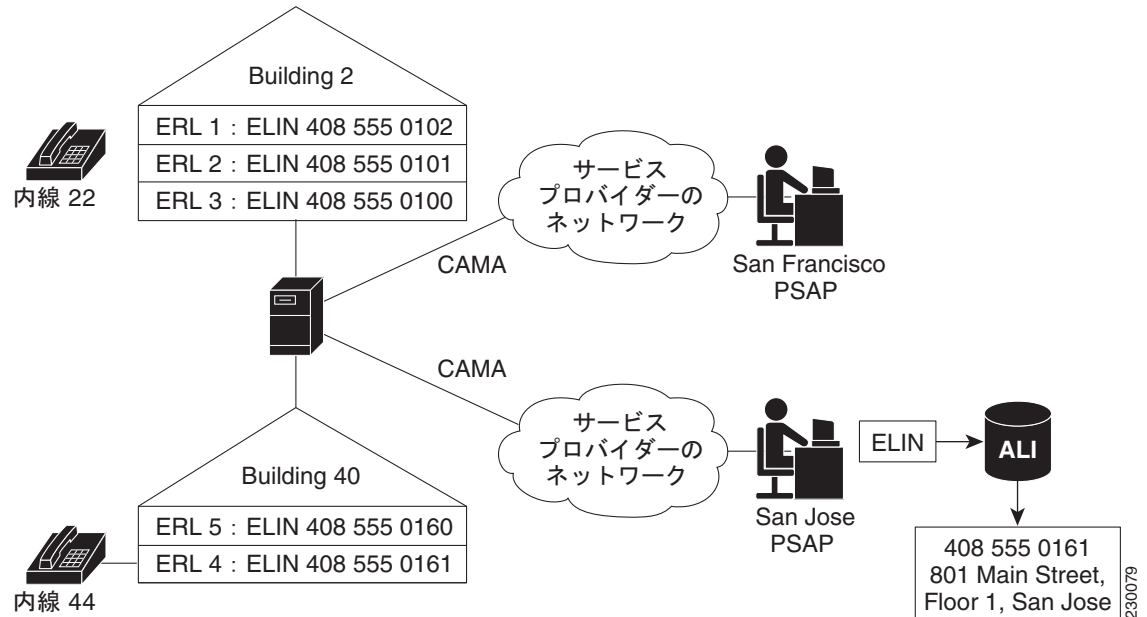 Building 2
ERL 1 : ELIN 408 555 0102
ERL 2 : ELIN 408 555 0101
ERL 3 : ELIN 408 555 0100
内線 22
サービス
プロバイダーの
ネットワーク
San Francisco
PSAP
CAMA
CAMA
サービス
プロバイダーの
ネットワーク
San Jose
PSAP
ELIN
ALI
408 555 0161
801 Main Street,
Floor 1, San Jose
Building 40
ERL 5 : ELIN 408 555 0160
ERL 4 : ELIN 408 555 0161
内線 44
230079